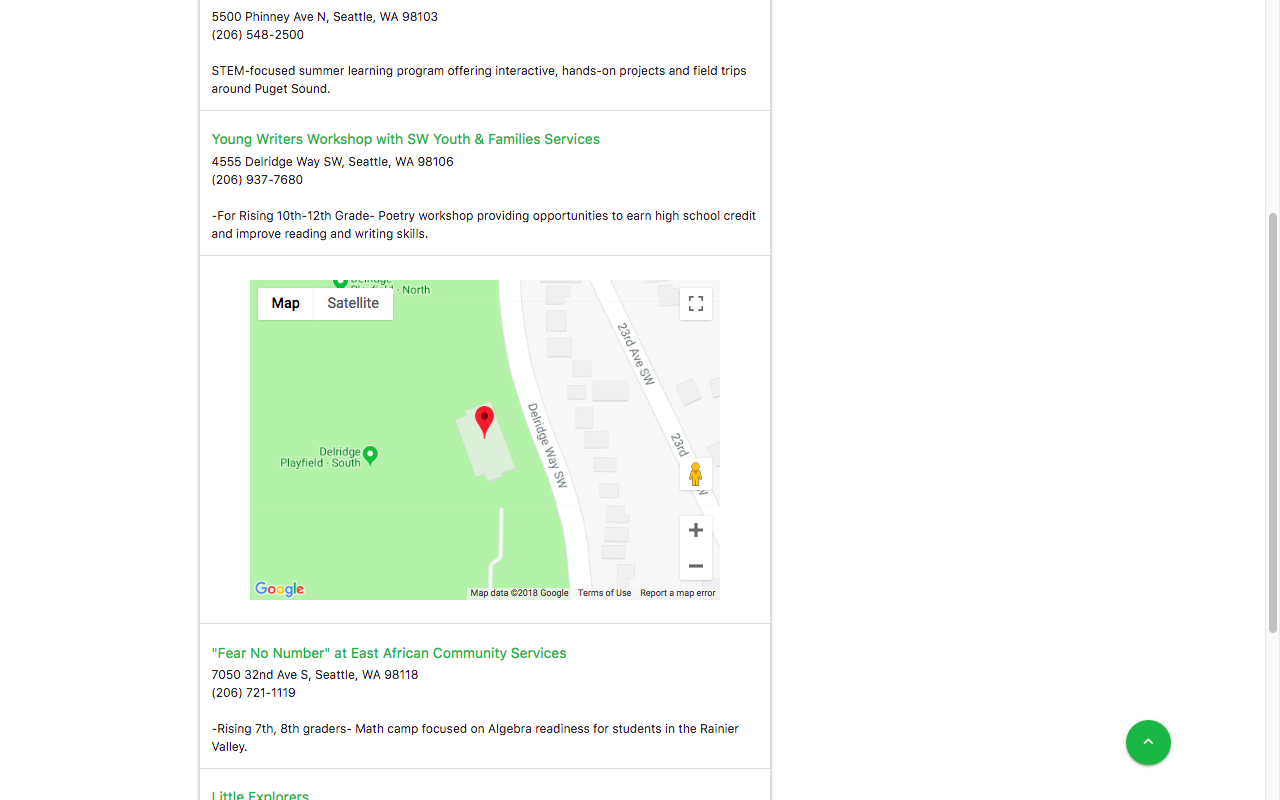 5500 Phinney Ave N, Seattle, WA 98103
(206) 548-2500
STEM-focused summer learning program offering interactive, hands-on projects and field trips
around Puget Sound.
Young Writers Workshop with SW Youth & Families Services
4555 Delridge Way SW, Seattle, WA 98106
(206) 937-7680
-For Rising 10th-12th Grade- Poetry workshop providing opportunities to earn high school credit
and improve reading and writing skills.
Delridge
Playfield - North
Map
Satellite
23rd Ave SW
Delridge Way SW
23rd
Delridge
Playfield - South
Google
Map data ©2018 Google
Terms of Use
Report a map error
"Fear No Number" at East African Community Services
7050 32nd Ave S, Seattle, WA 98118
(206) 721-1119
-Rising 7th, 8th graders- Math camp focused on Algebra readiness for students in the Rainier
Valley.
Little Explorers